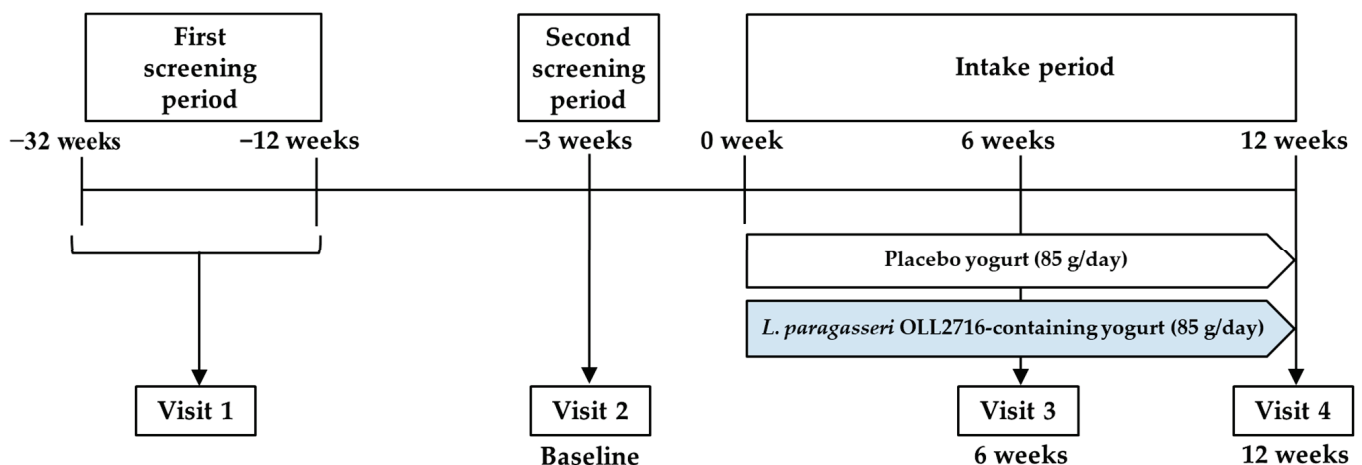 First
screening
period
Second
screening
period
Intake period
−32 weeks
−12 weeks
−3 weeks
0 week
6 weeks
12 weeks
Placebo yogurt (85 g/day)
L. paragasseri OLL2716-containing yogurt (85 g/day)
Visit 1
Visit 2
Visit 3
Visit 4
Baseline
6 weeks
12 weeks